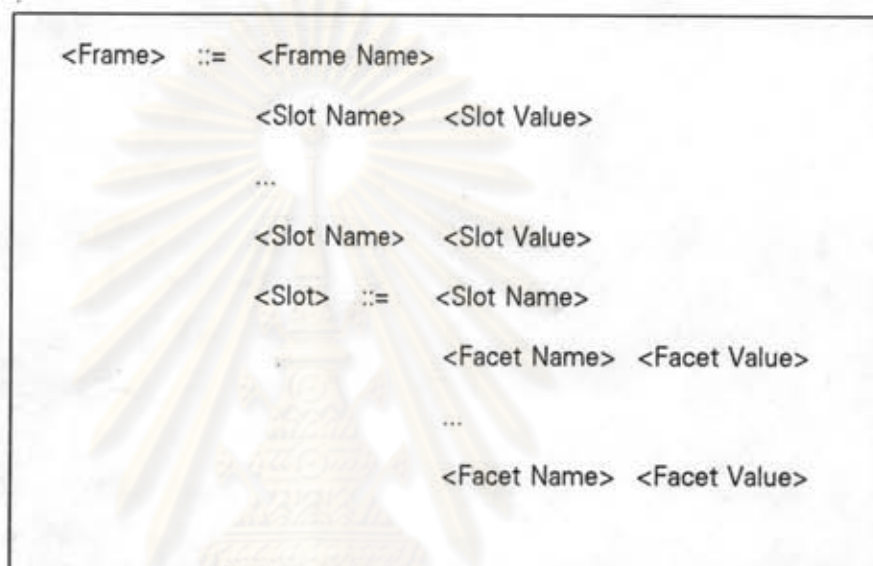 <Frame> ::= <Frame Name>
<Slot Name> <Slot Value>
...
<Slot Name> <Slot Value>
<Slot> ::= <Slot Name>
<Facet Name> <Facet Value>
...
<Facet Name> <Facet Value>